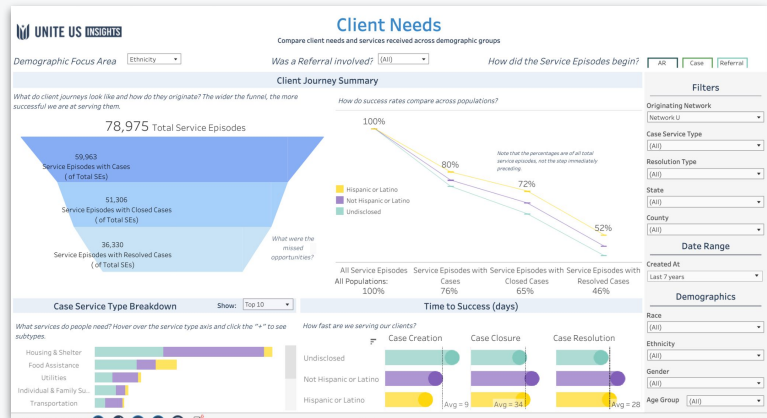 UNITE US INSIGHTS
Client Needs
Compare client needs and services received across demographic groups
Demographic Focus Area
Ethnicity
Was a Referral involved?
(All)
How did the Service Episodes begin?
AR
Case
Referral
Client Journey Summary
What do client journeys look like and how do they originate? The wider the funnel, the more
successful we are at serving them.
78,975 Total Service Episodes
59,963
Service Episodes with Cases
( of Total SEs)
51,306
Service Episodes with Closed Cases
( of Total SEs)
36,330
Service Episodes with Resolved Cases
( of Total SEs)
What were the
missed
opportunities?
How do success rates compare across populations?
100%
80%
72%
52%
Note that the percentages are of all total
service episodes, not the step immediately
preceding
Hispanic or Latino
Not Hispanic or Latino
Undisclosed
All Service Episodes
Service Episodes with
Cases
Service Episodes with
Closed Cases
Service Episodes with
Resolved Cases
All Populations:
100%
76%
65%
46%
Case Service Type Breakdown
Show:
Top 10
What services do people need? Hover over the service type axis and click the "+" to see
subtypes.
Housing & Shelter
Food Assistance
Utilities
Individual & Family Su..
Transportation
Time to Success (days)
How fast are we serving our clients?
Case Creation
Case Closure
Case Resolution
Undisclosed
Not Hispanic or Latino
Hispanic or Latino
Avg = 9
Avg = 34
Avg = 28
Filters
Originating Network
Network U
Case Service Type
(All)
Resolution Type
(All)
State
(All)
County
(All)
Date Range
Created At
Last 7 years
Demographics
Race
(All)
Ethnicity
(All)
Gender
(All)
Age Group
(All)